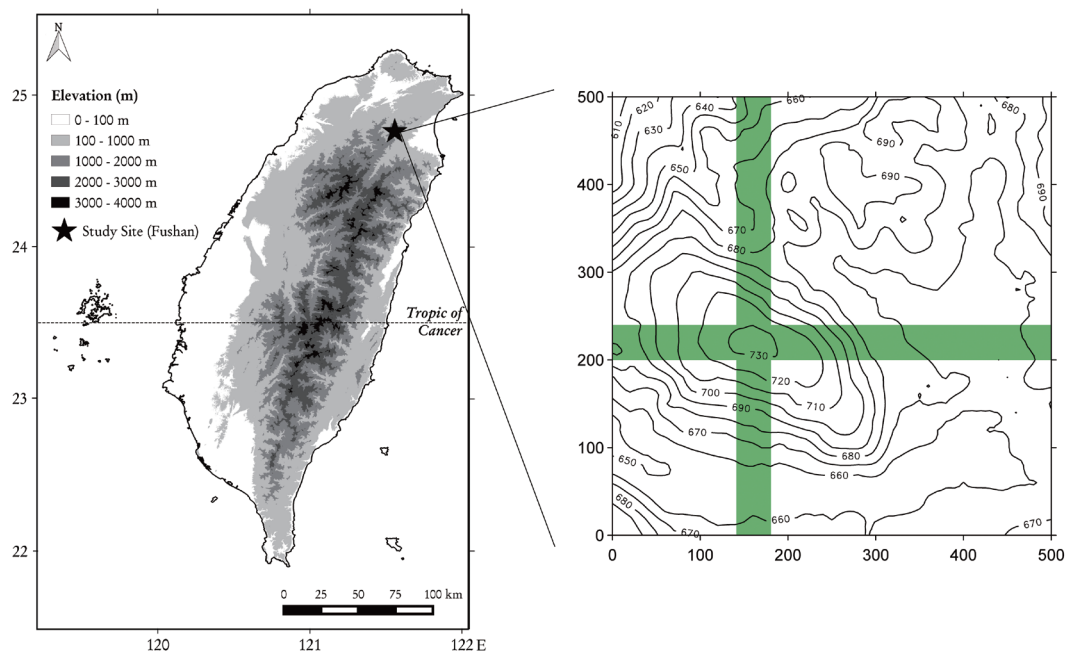 N
Elevation (m)
0 - 100 m
100 - 1000 m
1000 - 2000 m
2000 - 3000 m
3000 - 4000 m
Study Site (Fushan)
Tropic of
Cancer
25
24
23
22
0 25 50 75 100 km
120 121 122 E
500
400
300
200
100
0
0 100 200 300 400 500
620 640 660 680
610
630
690
650
690
690
670
680
730
720
700
710
690
670
680
650
660
680
660
670
670